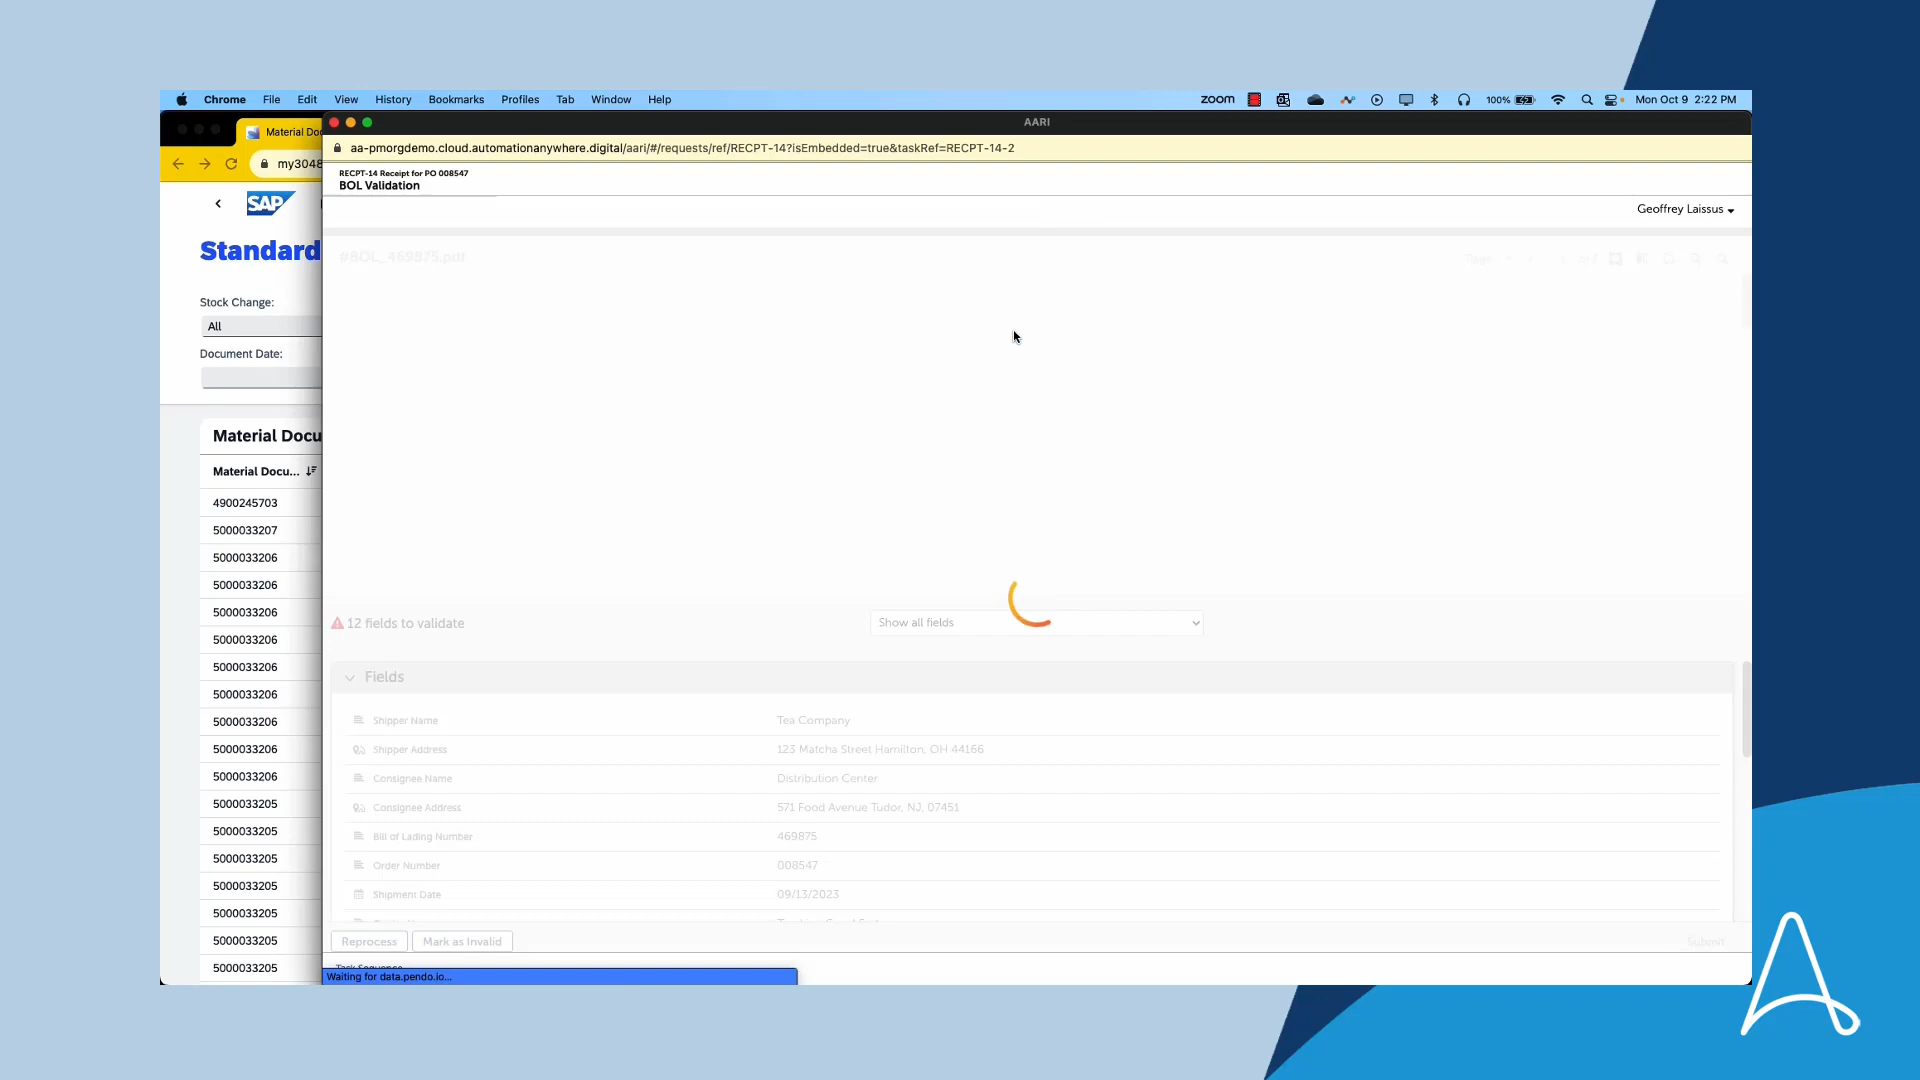 Chrome File Edit View History Bookmarks Profiles Tab Window Help
zoom 100% Mon Oct 9 2:22 PM
Material Do
AARI
my3048
aa-pmorgdemo.cloud.automationanywhere.digital/aari/#/requests/ref/RECPT-14?isEmbedded=true&taskRef=RECPT-14-2
RECPT-14 Receipt for PO 008547
BOL Validation
SAP
Geoffrey Laissus
Standard
#BOL_469875.pdf
Page
Stock Change:
All
Document Date:
Material Docu
Material Docu...
4900245703
5000033207
5000033206
5000033206
5000033206
5000033206
5000033206
5000033206
5000033206
5000033206
5000033206
5000033205
5000033205
5000033205
5000033205
5000033205
5000033205
5000033205
12 fields to validate
Show all fields
Fields
Shipper Name Tea Company
Shipper Address 123 Matcha Street Hamilton, OH 44166
Consignee Name Distribution Center
Consignee Address 571 Food Avenue Tudor, NJ, 07451
Bill of Lading Number 469875
Order Number 008547
Shipment Date 09/13/2023
Reprocess Mark as Invalid Submit
Task Sequence
Waiting for data.pendo.io...